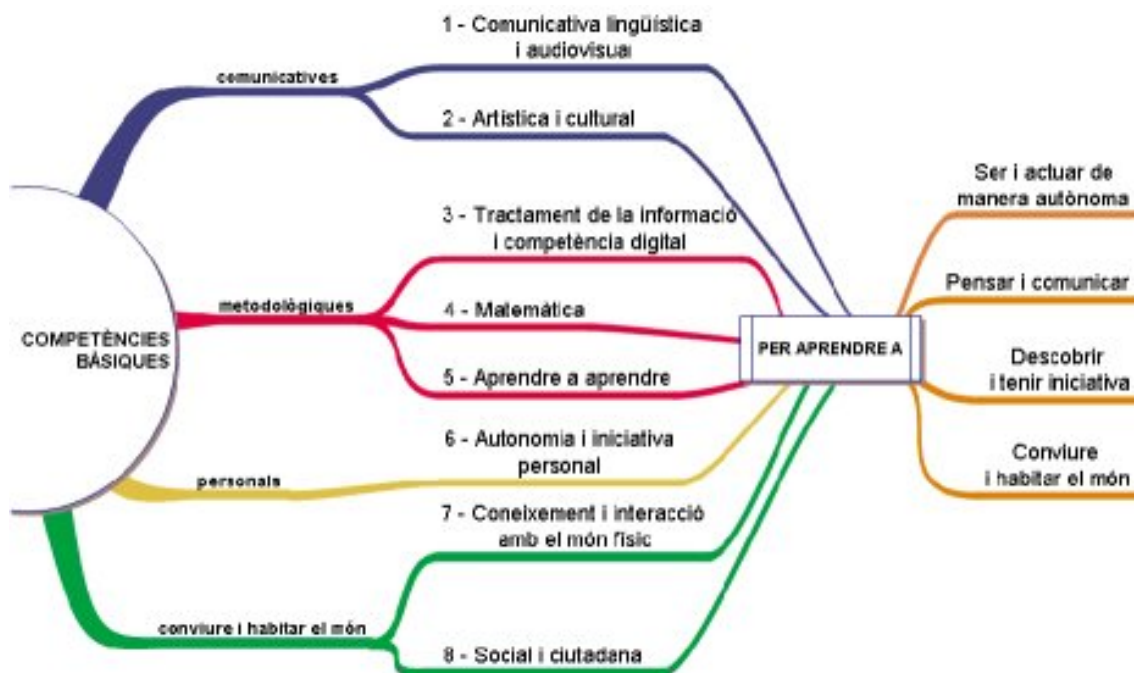 COMPETÈNCIES
BÀSIQUES
comunicatives
1 - Comunicativa lingüística
i audiovisual
2 - Artística i cultural
metodològiques
3 - Tractament de la informació
i competència digital
4 - Matemàtica
5 - Aprendre a aprendre
personals
6 - Autonomia i iniciativa
personal
conviure i habitar el món
7 - Coneixement i interacció
amb el món físic
8 - Social i ciutadana
PER APRENDRE A
Ser i actuar de
manera autònoma
Pensar i comunicar
Descobrir
i tenir iniciativa
Conviure
i habitar el món